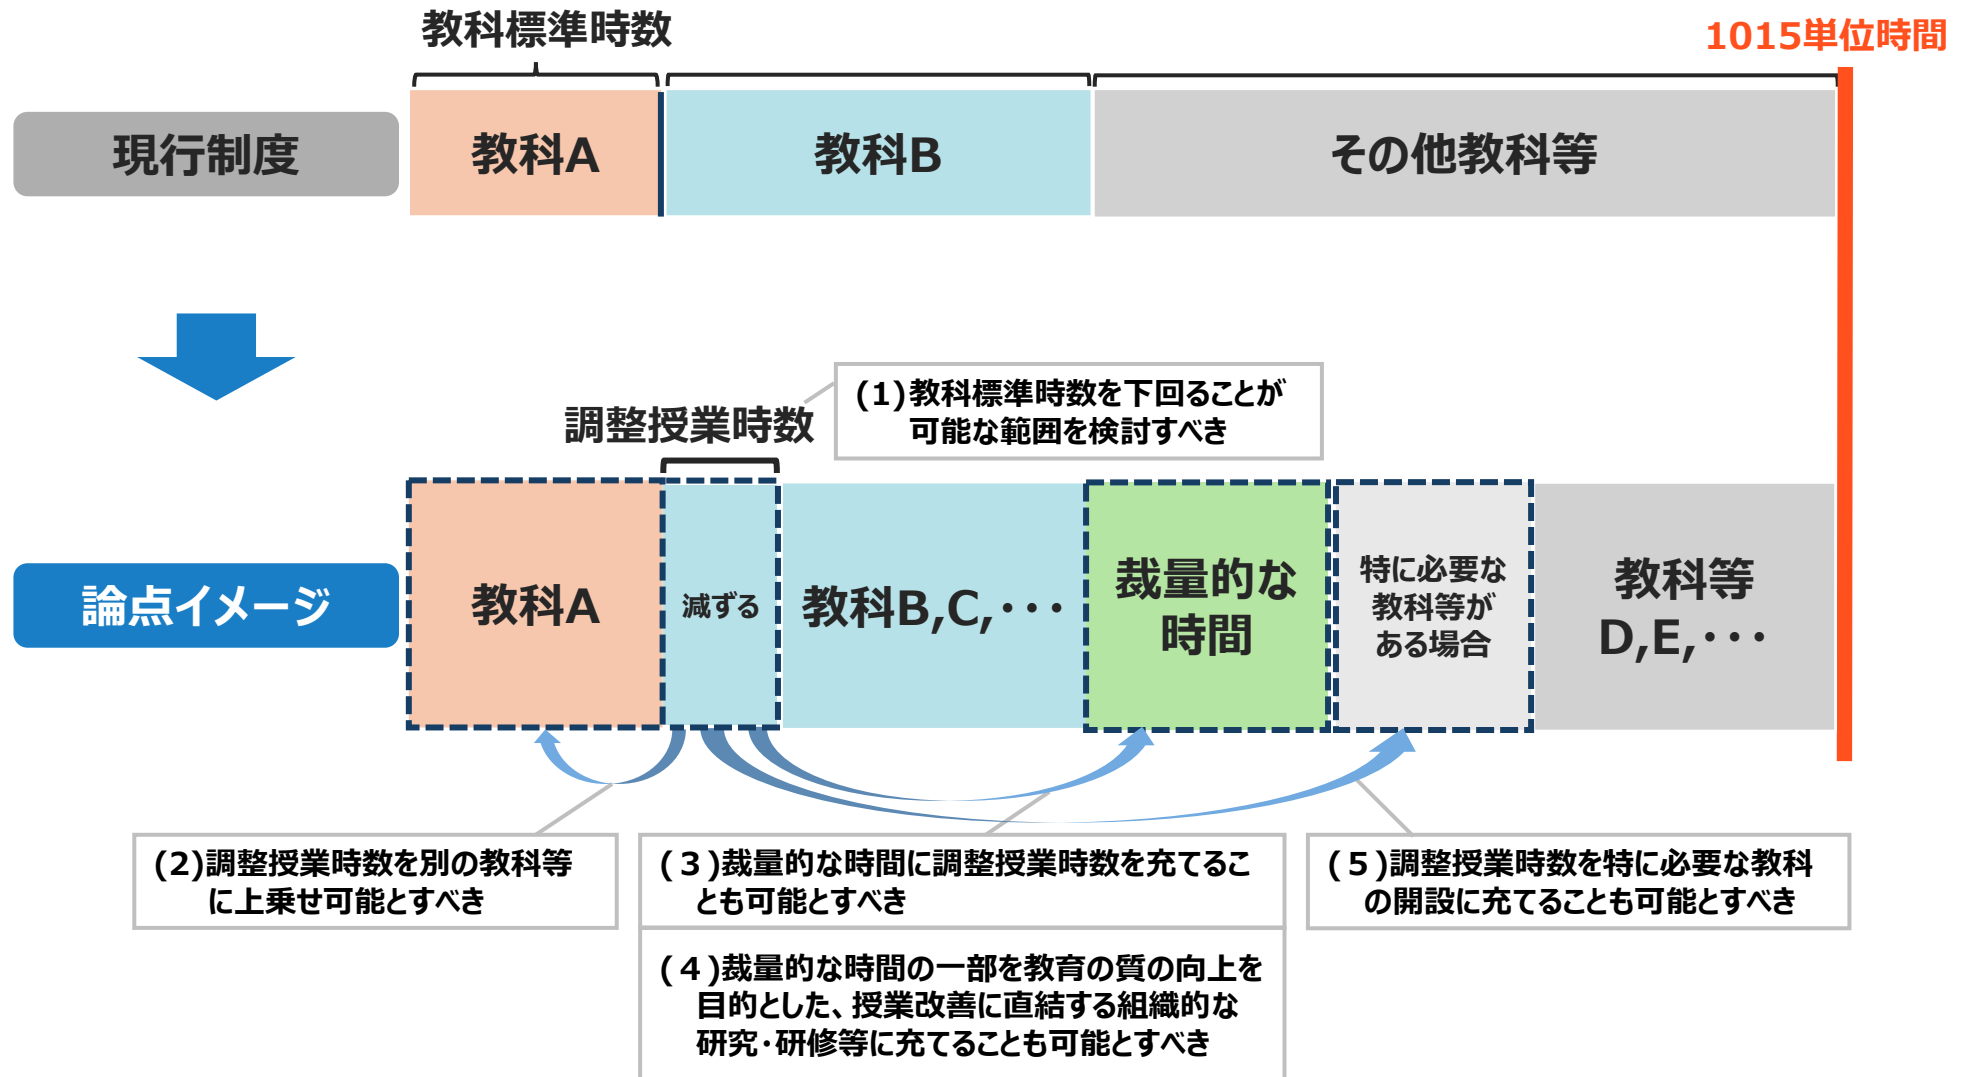 教科標準時数
1015単位時間
現行制度
教科A
教科B
その他教科等
(1)教科標準時数を下回ることが
可能な範囲を検討すべき
調整授業時数
論点イメージ
教科A
減ずる
教科B,C,・・・
裁量的な
時間
特に必要な
教科等が
ある場合
教科等
D,E,・・・
(2)調整授業時数を別の教科等
に上乗せ可能とすべき
(３)裁量的な時間に調整授業時数を充てるこ
とも可能とすべき
(５)調整授業時数を特に必要な教科
の開設に充てることも可能とすべき
(４)裁量的な時間の一部を教育の質の向上を
目的とした、授業改善に直結する組織的な
研究・研修等に充てることも可能とすべき